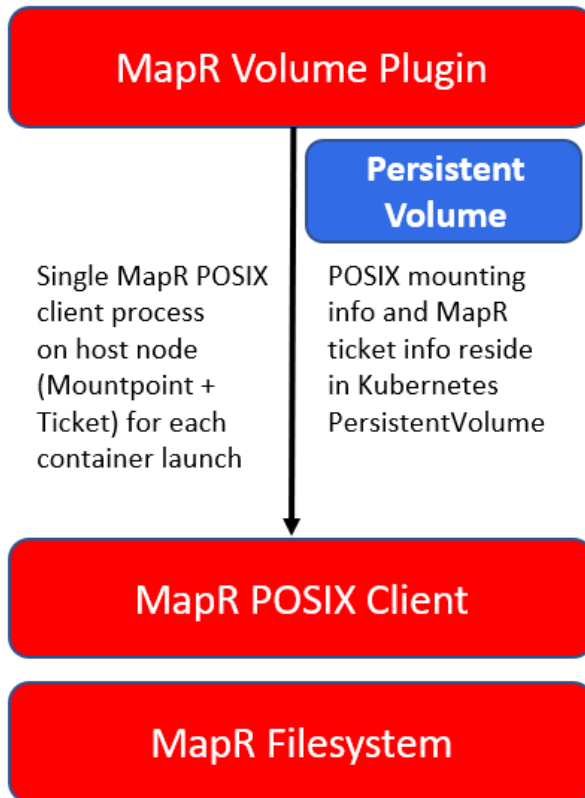 MapR Volume Plugin
Persistent
Volume
Single MapR POSIX
client process
on host node
(Mountpoint +
Ticket) for each
container launch
POSIX mounting
info and MapR
ticket info reside
in Kubernetes
PersistentVolume
MapR POSIX Client
MapR Filesystem